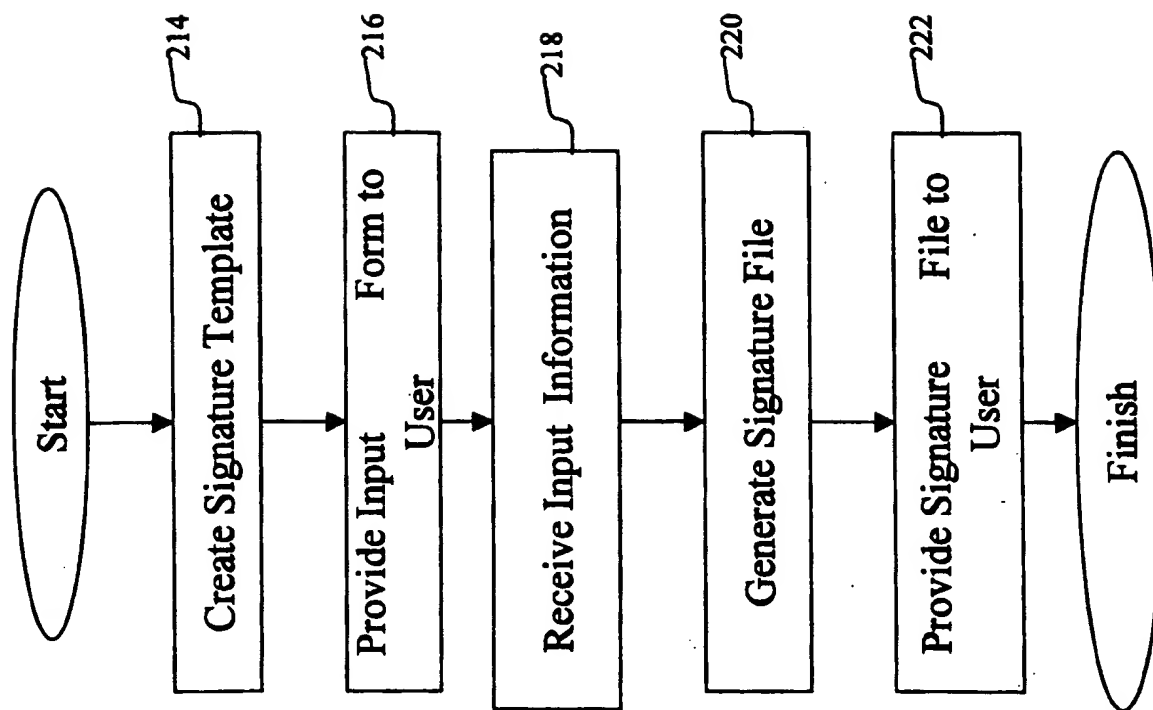 Start
Create Signature Template
214
Provide Input Form to
User
216
Receive Input Information
218
Generate Signature File
220
Provide Signature File to
User
222
Finish